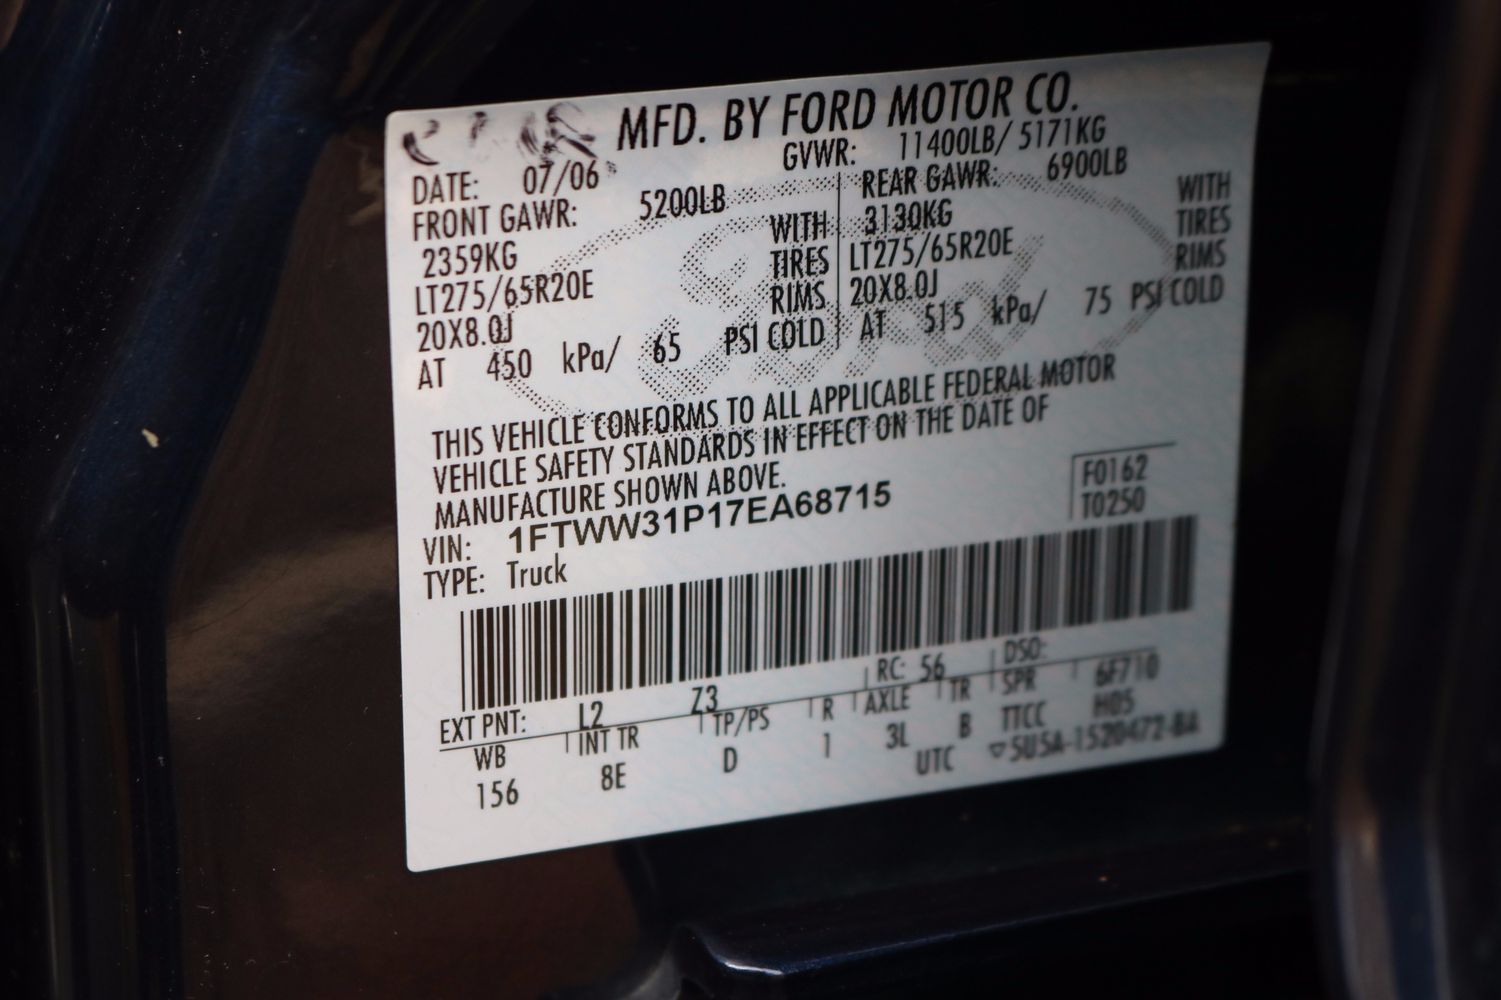 MFD. BY FORD MOTOR CO.
DATE: 07/06 GVWR: 11400LB/ 5171KG
FRONT GAWR: 5200LB REAR GAWR: 6900LB
2359KG WITH 3130KG WITH
LT275/65R20E TIRES LT275/65R20E TIRES
20X8.0J RIMS 20X8.0J RIMS
AT 450 kPa/ 65 PSI COLD AT 515 kPa/ 75 PSI COLD
THIS VEHICLE CONFORMS TO ALL APPLICABLE FEDERAL MOTOR
VEHICLE SAFETY STANDARDS IN EFFECT ON THE DATE OF
MANUFACTURE SHOWN ABOVE.
F0162
T0250
VIN: 1FTWW31P17EA68715
TYPE: Truck
EXT PNT: L2 Z3 RC: 56 DSO:
WB INT TR TP/PS R AXLE TR SPR 6F710
156 8E D 1 3L B TTCC H05
UTC ▽5U5A-1520472-BA